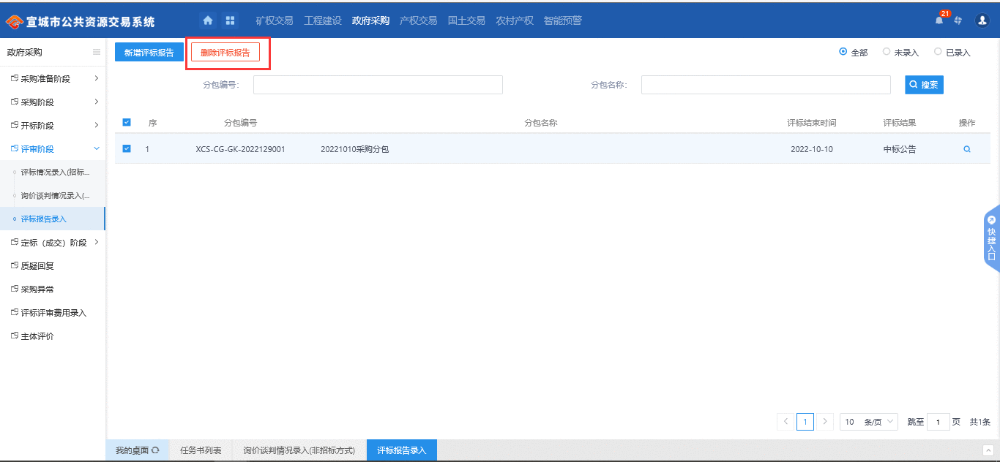 宣城市公共资源交易系统 矿权交易 工程建设 政府采购 产权交易 国土交易 农村产权 智能预警 21
政府采购
采购准备阶段
采购阶段
开标阶段
评审阶段
评标情况录入(招标...
询价谈判情况录入(...
评标报告录入
定标（成交）阶段
质疑回复
采购异常
评标评审费用录入
主体评价
新增评标报告 删除评标报告 全部 未录入 已录入
分包编号: 分包名称: 搜索
序 分包编号 分包名称 评标结束时间 评标结果 操作
1 XCS-CG-GK-2022129001 20221010采购分包 2022-10-10 中标公告
快捷入口
1 10 条/页 跳至 1 页 共1条
我的桌面 任务书列表 询价谈判情况录入(非招标方式) 评标报告录入